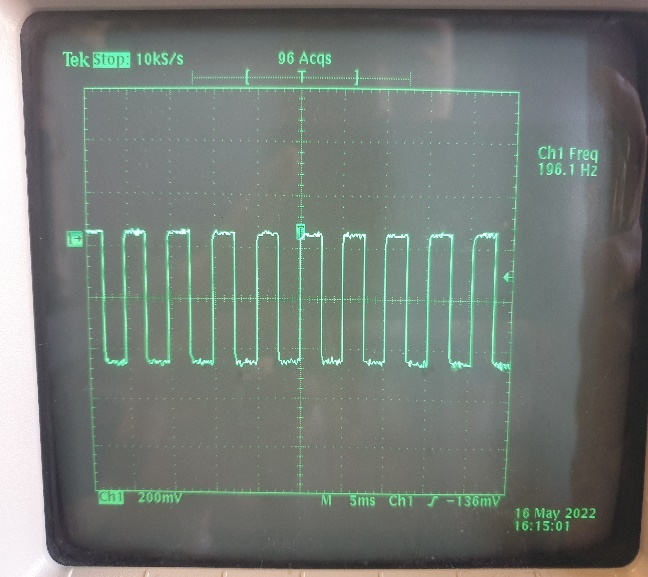 Tek Stop: 10kS/s 96 Acqs
[ T ]
Ch1 Freq
196.1 Hz
1
T
Ch1 200mV M 5ms Ch1 -136mV
16 May 2022
16:15:01